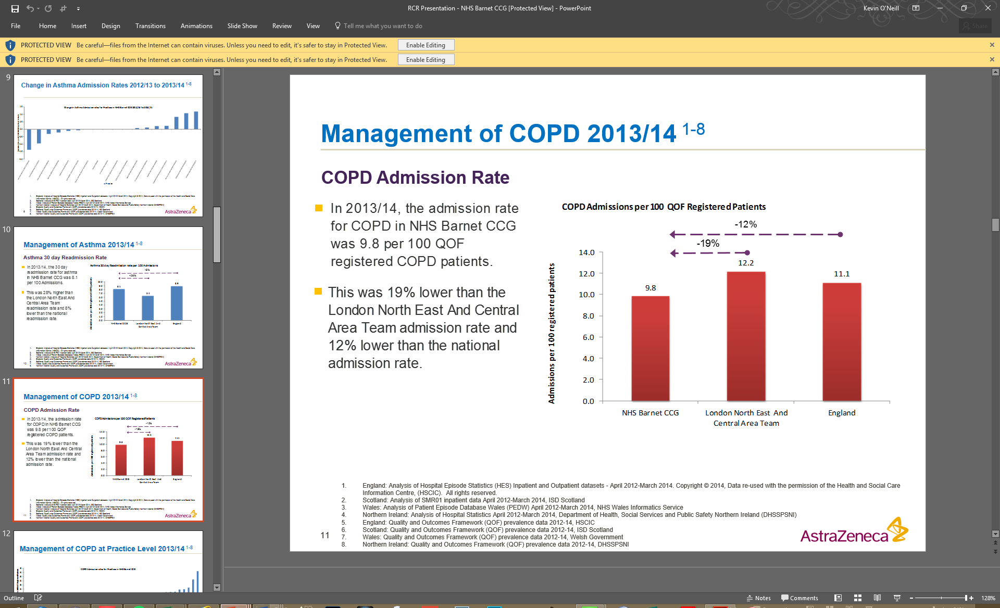 RCR Presentation - NHS Barnet CCG [Protected View] - PowerPoint
Kevin O'Neill
File Home Insert Design Transitions Animations Slide Show Review View Tell me what you want to do
Share
PROTECTED VIEW Be careful—files from the Internet can contain viruses. Unless you need to edit, it's safer to stay in Protected View. Enable Editing
PROTECTED VIEW Be careful—files from the Internet can contain viruses. Unless you need to edit, it's safer to stay in Protected View. Enable Editing
9
Change in Asthma Admission Rates 2012/13 to 2013/14 1-8
AstraZeneca
10
Management of Asthma 2013/14 1-8
Asthma 30 day Readmission Rate
In 2013/14, the 30 day
readmission rate for asthma
in NHS Barnet CCG was 8.1
per 100 Admissions.
This was 28% higher than
the London North East And
Central Area Team
readmission rate and 8%
lower than the national
readmission rate.
Asthma 30 day Readmission rate per 100 Admissions
NHS Barnet CCG
London North East And
Central Area Team
England
AstraZeneca
11
Management of COPD 2013/14 1-8
COPD Admission Rate
In 2013/14, the admission rate
for COPD in NHS Barnet CCG
was 9.8 per 100 QOF
registered COPD patients.
This was 19% lower than the
London North East And Central
Area Team admission rate and
12% lower than the national
admission rate.
COPD Admissions per 100 QOF Registered Patients
AstraZeneca
12
Management of COPD at Practice Level 2013/14 1-8
COPD Admission rates for Practices in NHS Barnet CCG
Management of COPD 2013/14 1-8
COPD Admission Rate
In 2013/14, the admission rate
for COPD in NHS Barnet CCG
was 9.8 per 100 QOF
registered COPD patients.
This was 19% lower than the
London North East And Central
Area Team admission rate and
12% lower than the national
admission rate.
COPD Admissions per 100 QOF Registered Patients
-12%
-19%
Admissions per 100 registered patients
14.0
12.0
10.0
8.0
6.0
4.0
2.0
0.0
9.8
12.2
11.1
NHS Barnet CCG
London North East And
Central Area Team
England
1. England: Analysis of Hospital Episode Statistics (HES) Inpatient and Outpatient datasets - April 2012-March 2014. Copyright © 2014, Data re-used with the permission of the Health and Social Care
Information Centre, (HSCIC). All rights reserved.
2. Scotland: Analysis of SMR01 inpatient data April 2012-March 2014, ISD Scotland
3. Wales: Analysis of Patient Episode Database Wales (PEDW) April 2012-March 2014, NHS Wales Informatics Service
4. Northern Ireland: Analysis of Hospital Statistics April 2012-March 2014, Department of Health, Social Services and Public Safety Northern Ireland (DHSSPSNI)
5. England: Quality and Outcomes Framework (QOF) prevalence data 2012-14, HSCIC
6. Scotland: Quality and Outcomes Framework (QOF) prevalence data 2012-14, ISD Scotland
7. Wales: Quality and Outcomes Framework (QOF) prevalence data 2012-14, Welsh Government
8. Northern Ireland: Quality and Outcomes Framework (QOF) prevalence data 2012-14, DHSSPSNI
11
AstraZeneca
Outline
Notes
Comments
128%